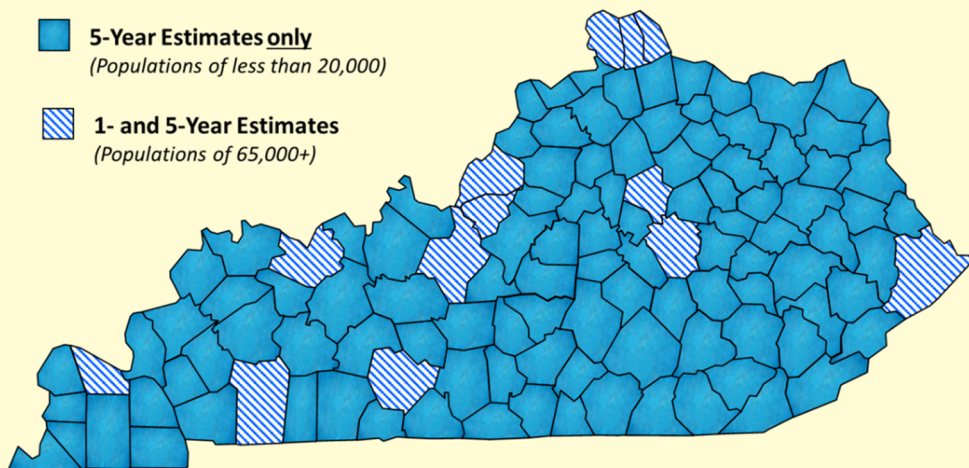 5-Year Estimates only
(Populations of less than 20,000)
1- and 5-Year Estimates
(Populations of 65,000+)